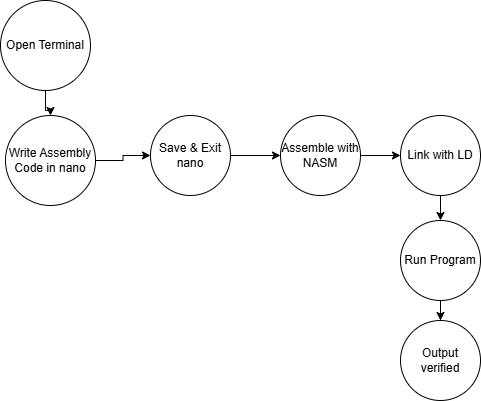 Open Terminal
Write Assembly
Code in nano
Save & Exit
nano
Assemble with
NASM
Link with LD
Run Program
Output
verified